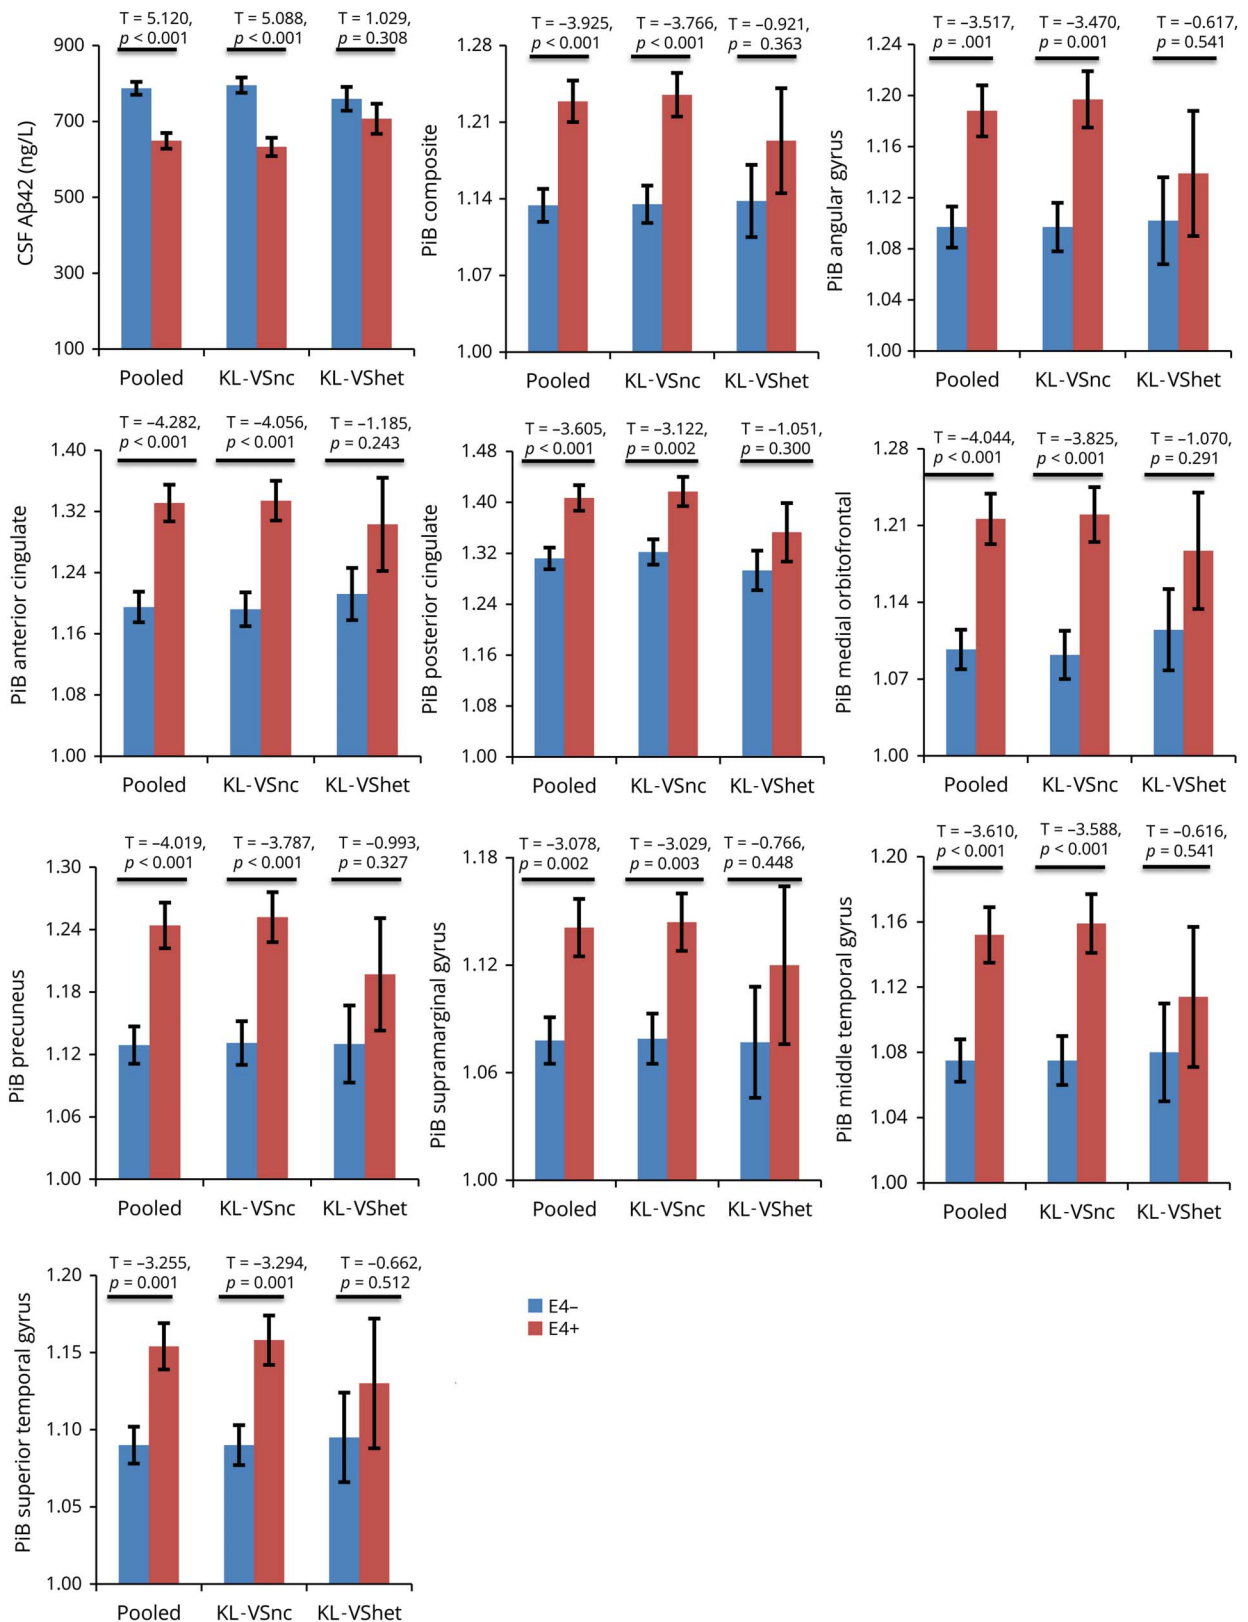 T = 5.120,
p < 0.001
T = 5.088,
p < 0.001
T = 1.029,
p = 0.308
CSF Aβ42 (ng/L)
900
700
500
300
100
Pooled
KL-VSnc
KL-VShet
T = –3.925,
p < 0.001
T = –3.766,
p < 0.001
T = –0.921,
p = 0.363
PiB composite
1.28
1.21
1.14
1.07
1.00
Pooled
KL-VSnc
KL-VShet
T = –3.517,
p = .001
T = –3.470,
p = 0.001
T = –0.617,
p = 0.541
PiB angular gyrus
1.24
1.20
1.16
1.12
1.08
1.04
1.00
Pooled
KL-VSnc
KL-VShet
T = –4.282,
p < 0.001
T = –4.056,
p < 0.001
T = –1.185,
p = 0.243
PiB anterior cingulate
1.40
1.32
1.24
1.16
1.08
1.00
Pooled
KL-VSnc
KL-VShet
T = –3.605,
p < 0.001
T = –3.122,
p = 0.002
T = –1.051,
p = 0.300
PiB posterior cingulate
1.48
1.40
1.32
1.24
1.16
1.08
1.00
Pooled
KL-VSnc
KL-VShet
T = –4.044,
p < 0.001
T = –3.825,
p < 0.001
T = –1.070,
p = 0.291
PiB medial orbitofrontal
1.28
1.21
1.14
1.07
1.00
Pooled
KL-VSnc
KL-VShet
T = –4.019,
p < 0.001
T = –3.787,
p < 0.001
T = –0.993,
p = 0.327
PiB precuneus
1.30
1.24
1.18
1.12
1.06
1.00
Pooled
KL-VSnc
KL-VShet
T = –3.078,
p = 0.002
T = –3.029,
p = 0.003
T = –0.766,
p = 0.448
PiB supramarginal gyrus
1.18
1.12
1.06
1.00
Pooled
KL-VSnc
KL-VShet
T = –3.610,
p < 0.001
T = –3.588,
p < 0.001
T = –0.616,
p = 0.541
PiB middle temporal gyrus
1.20
1.16
1.12
1.08
1.04
1.00
Pooled
KL-VSnc
KL-VShet
T = –3.255,
p = 0.001
T = –3.294,
p = 0.001
T = –0.662,
p = 0.512
PiB superior temporal gyrus
1.20
1.15
1.10
1.05
1.00
Pooled
KL-VSnc
KL-VShet
E4–
E4+